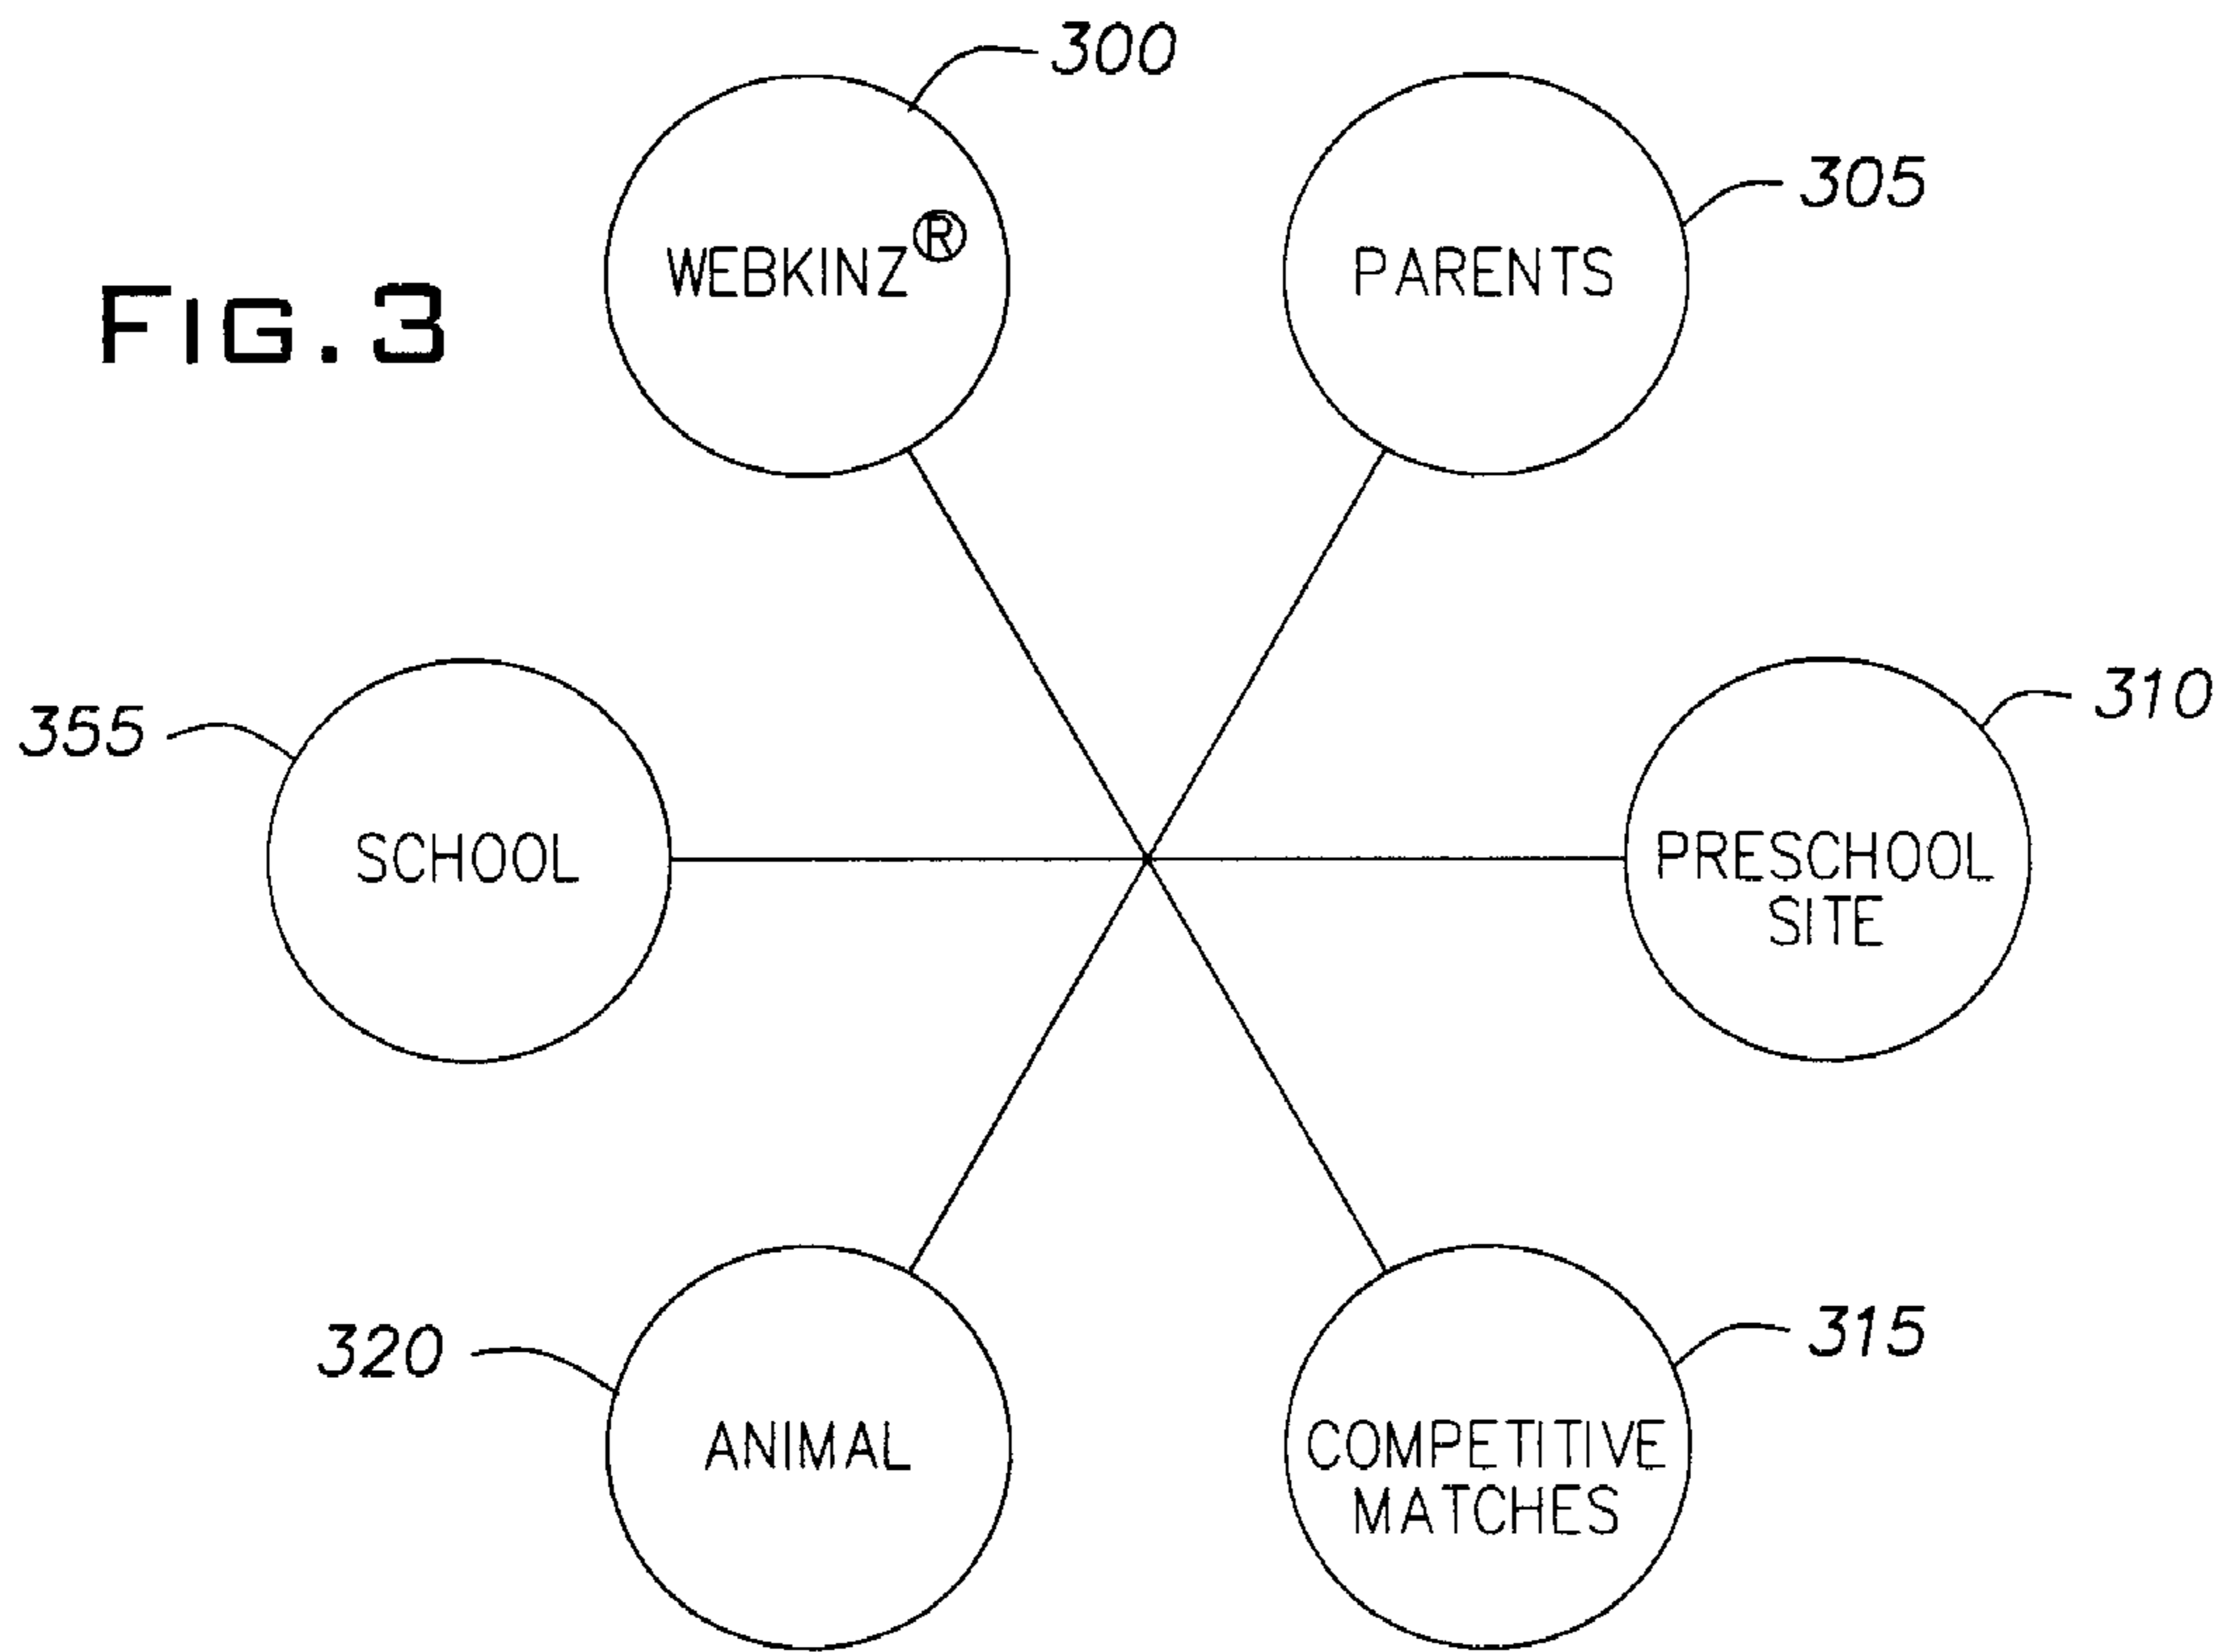 300
305
WEBKINZ®
PARENTS
FIG.3
310
355
SCHOOL
PRESCHOOL
SITE
320
315
ANIMAL
COMPETITIVE
MATCHES